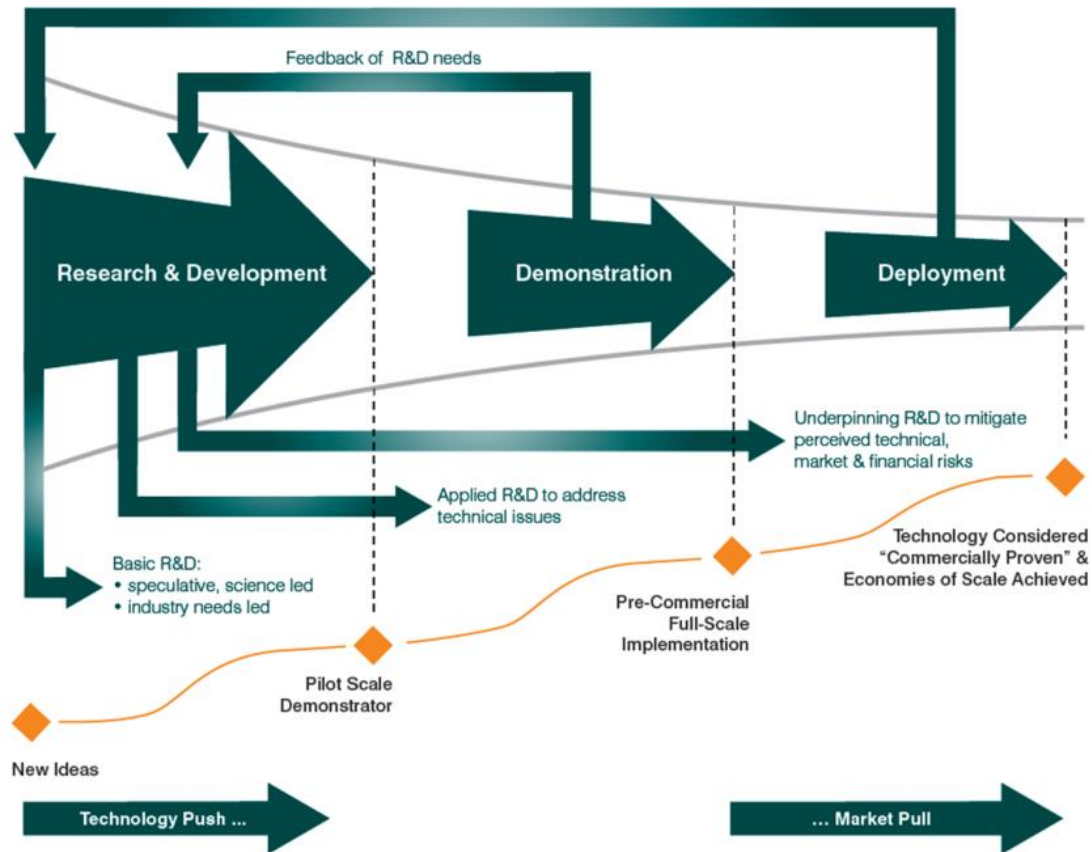 Feedback of R&D needs
Research & Development
Demonstration
Deployment
Underpinning R&D to mitigate
perceived technical,
market & financial risks
Applied R&D to address
technical issues
Basic R&D:
• speculative, science led
• industry needs led
Technology Considered
“Commercially Proven” &
Economies of Scale Achieved
Pre-Commercial
Full-Scale
Implementation
Pilot Scale
Demonstrator
New Ideas
Technology Push ...
... Market Pull